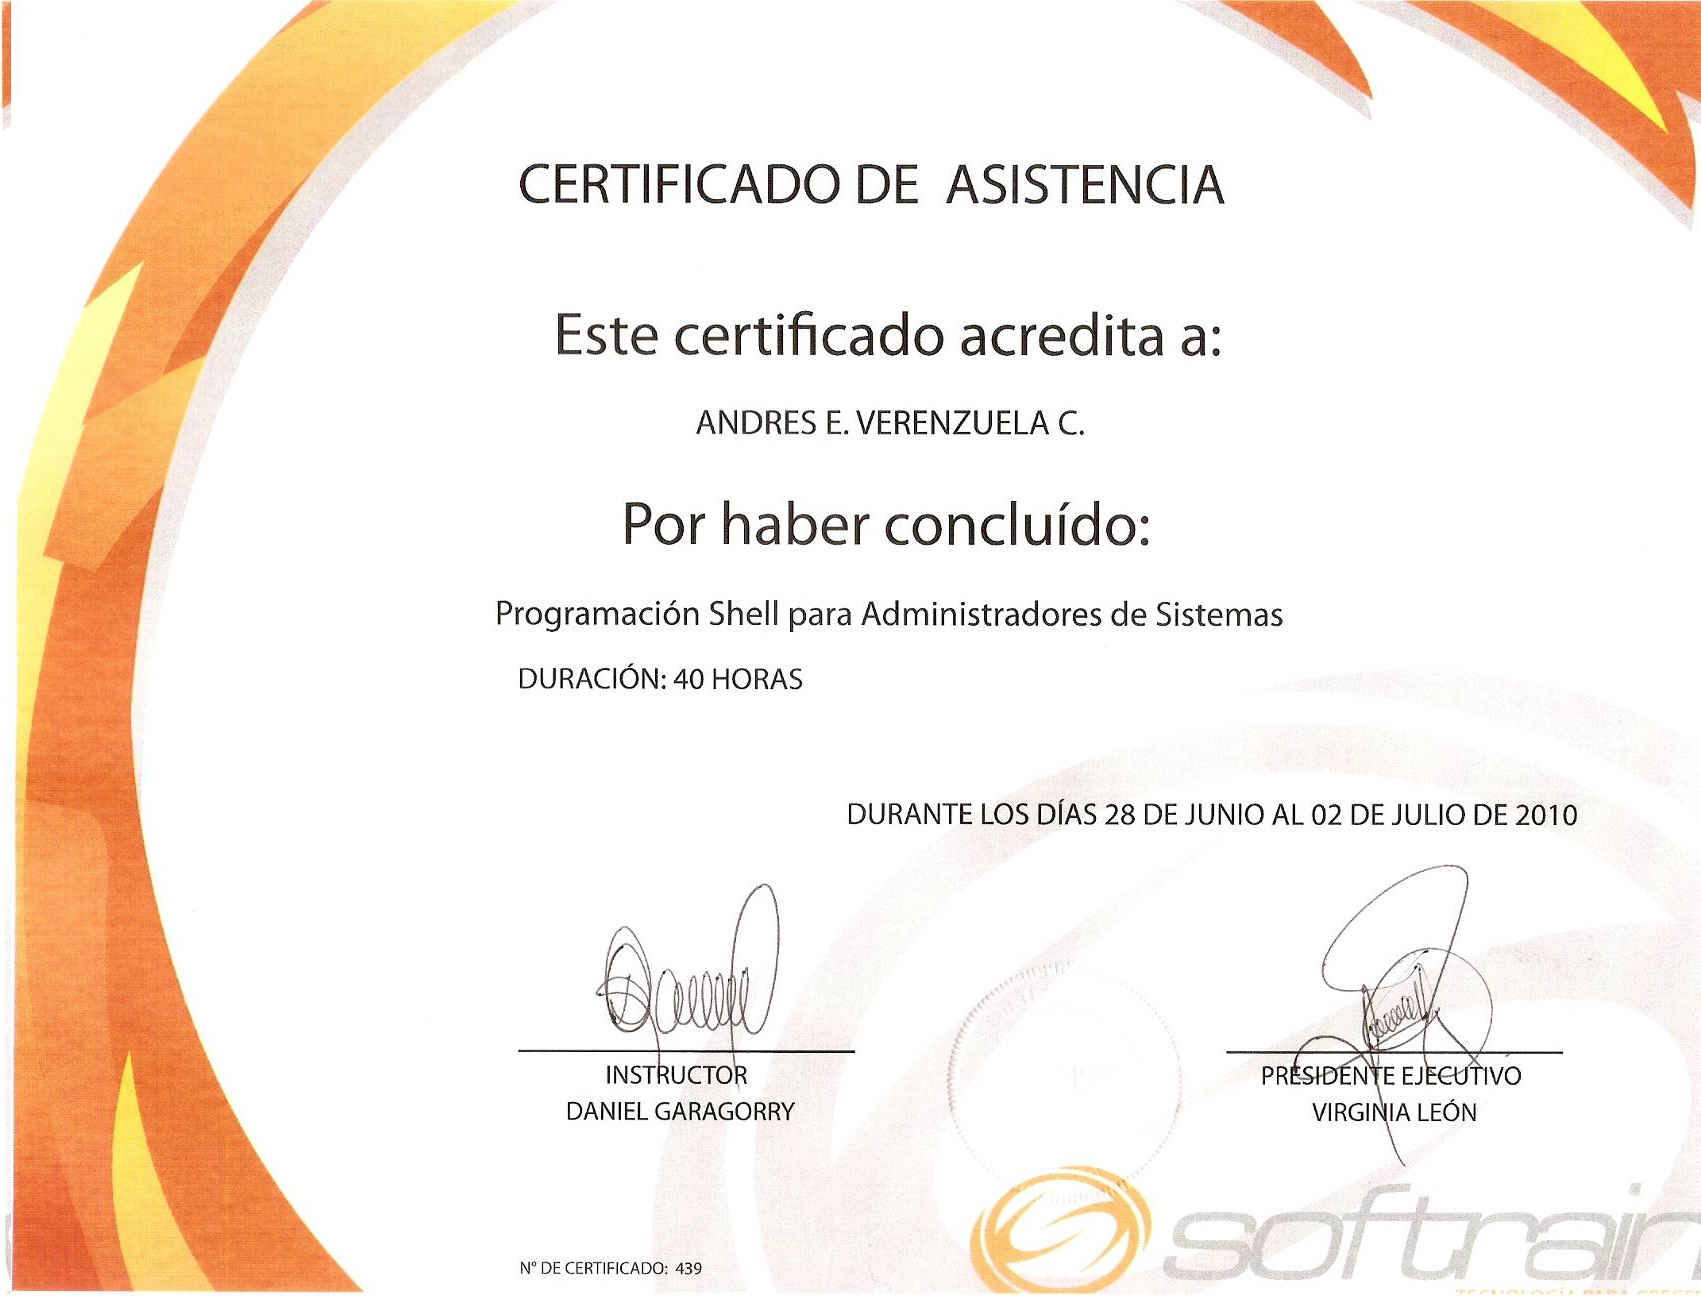 CERTIFICADO DE ASISTENCIA
Este certificado acredita a:
ANDRES E. VERENZUELA C.
Por haber concluído:
Programación Shell para Administradores de Sistemas
DURACIÓN: 40 HORAS
DURANTE LOS DÍAS 28 DE JUNIO AL 02 DE JULIO DE 2010
INSTRUCTOR
DANIEL GARAGORRY
PRESIDENTE EJECUTIVO
VIRGINIA LEÓN
softrain
TECNOLOGÍA PARA
Nº DE CERTIFICADO: 439